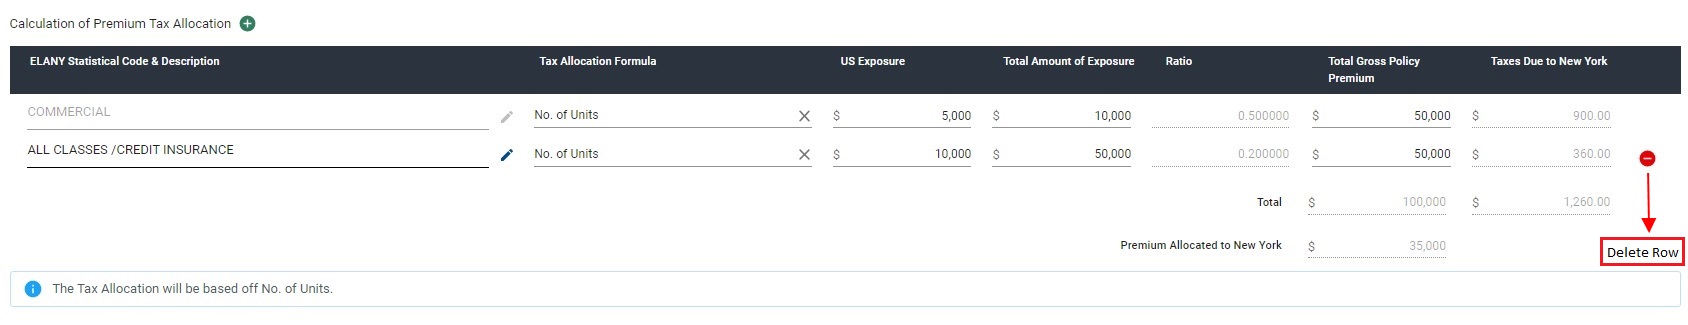 Calculation of Premium Tax Allocation
ELANY Statistical Code & Description Tax Allocation Formula US Exposure Total Amount of Exposure Ratio Total Gross Policy Premium Taxes Due to New York
COMMERCIAL No. of Units $ 5,000 $ 10,000 0.500000 $ 50,000 $ 900.00
ALL CLASSES /CREDIT INSURANCE No. of Units $ 10,000 $ 50,000 0.200000 $ 50,000 $ 360.00
Total $ 100,000 $ 1,260.00
Premium Allocated to New York $ 35,000
Delete Row
The Tax Allocation will be based off No. of Units.